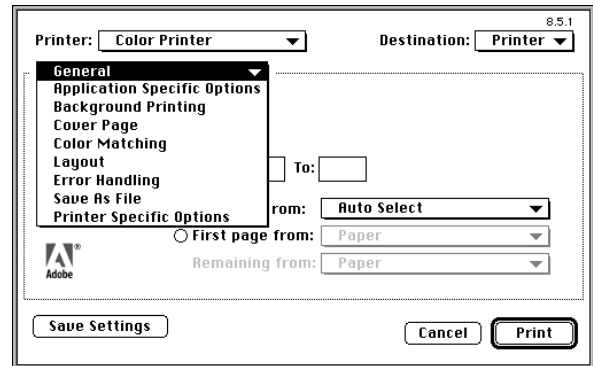 8.5.1
Printer: Color Printer Destination: Printer
General
Application Specific Options
Background Printing
Cover Page
Color Matching
Layout
To:
Error Handling
Save As File
rom: Auto Select
Printer Specific Options
First page from: Paper
Adobe
Remaining from: Paper
Save Settings Cancel Print